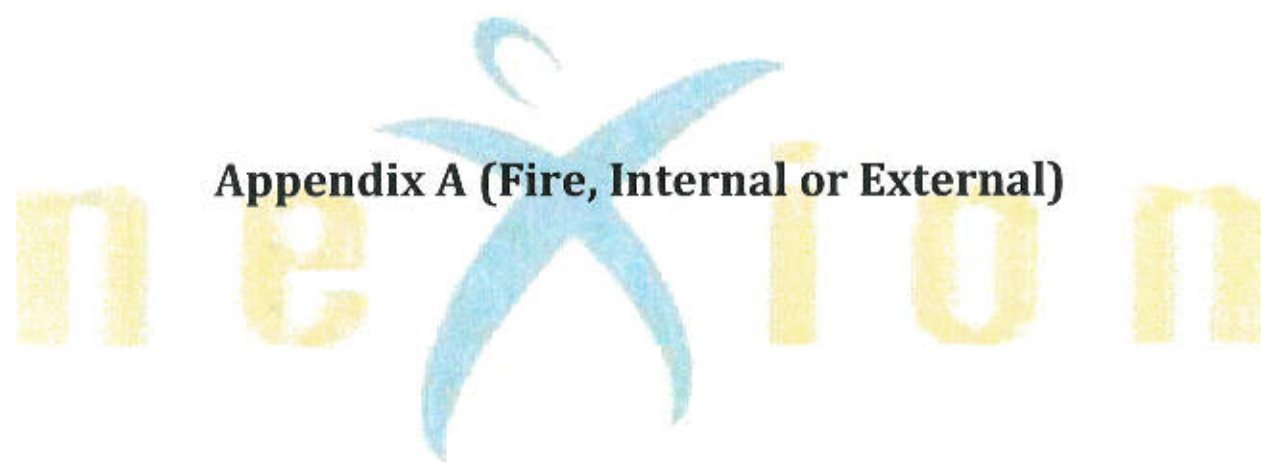 Appendix A (Fire, Internal or External)
nexion